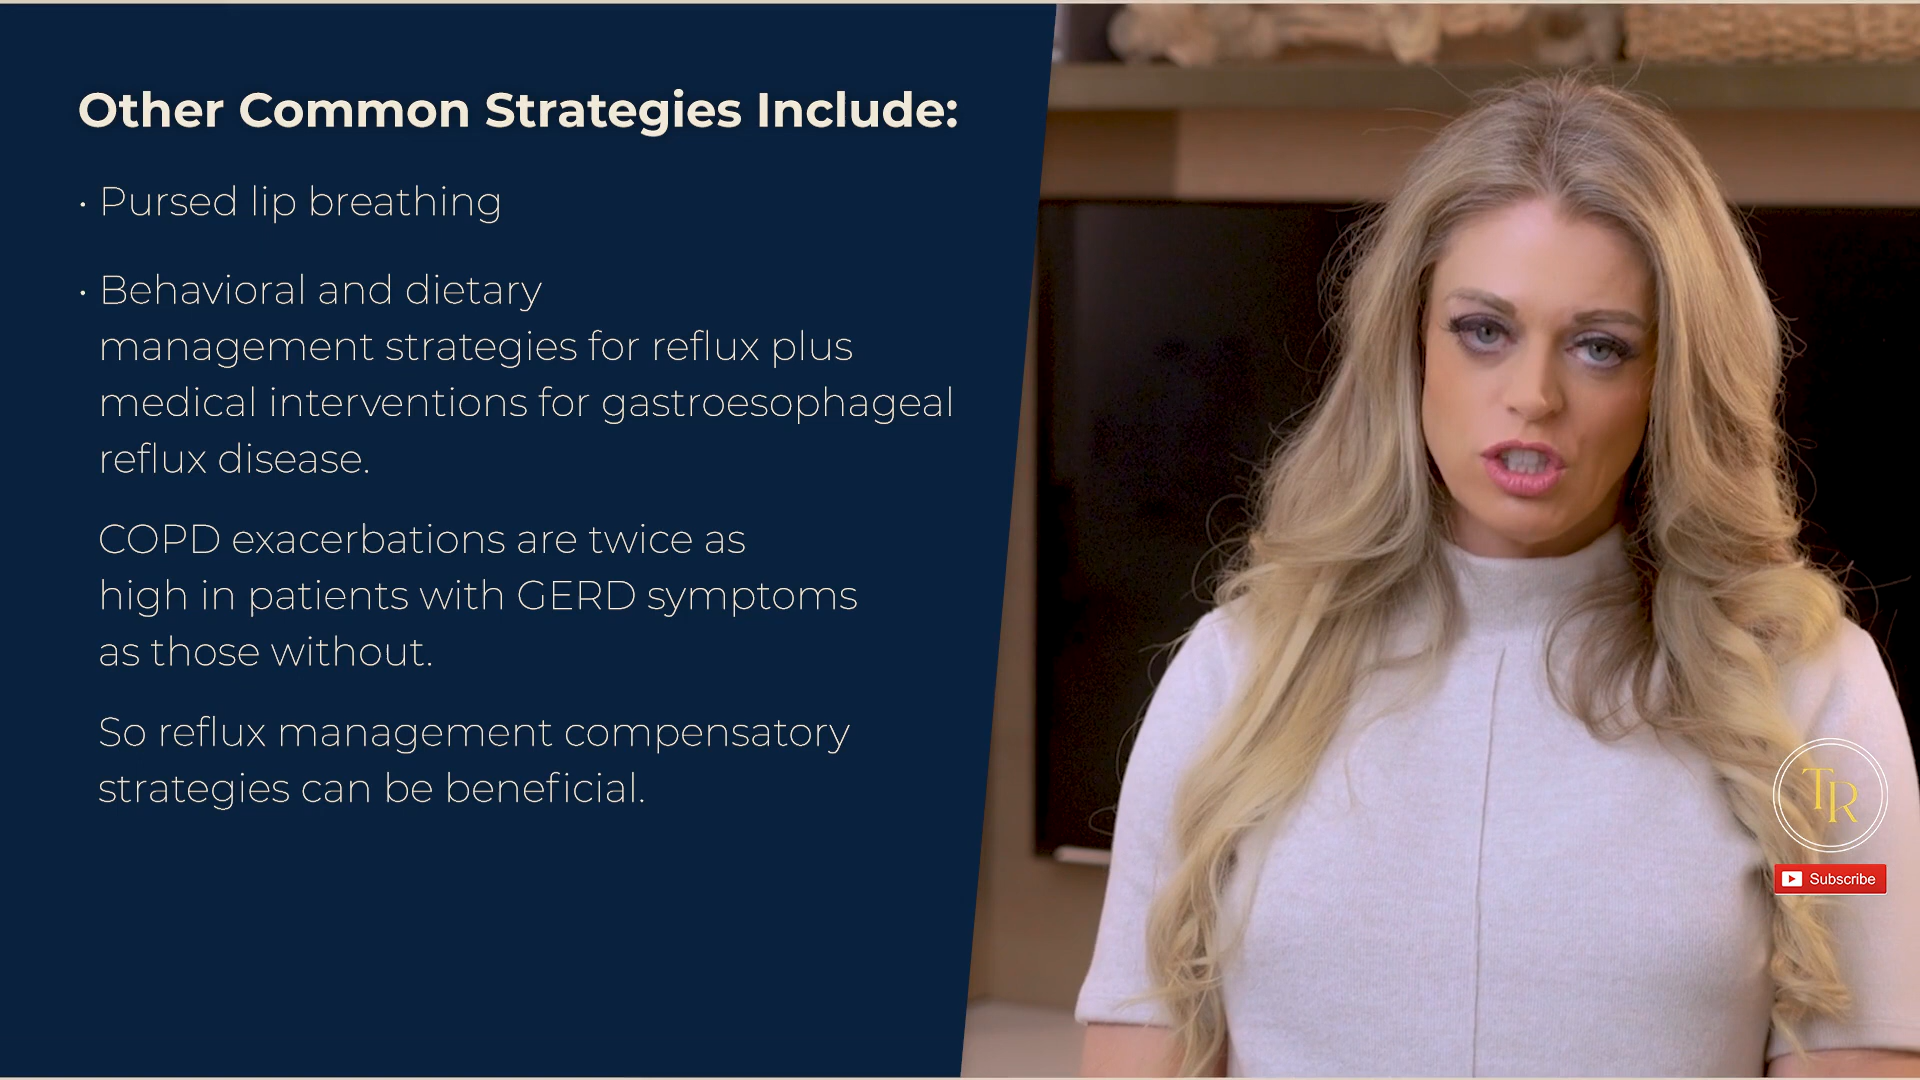 Other Common Strategies Include:
· Pursed lip breathing
· Behavioral and dietary
management strategies for reflux plus
medical interventions for gastroesophageal
reflux disease.
COPD exacerbations are twice as
high in patients with GERD symptoms
as those without.
So reflux management compensatory
strategies can be beneficial.
TR
Subscribe